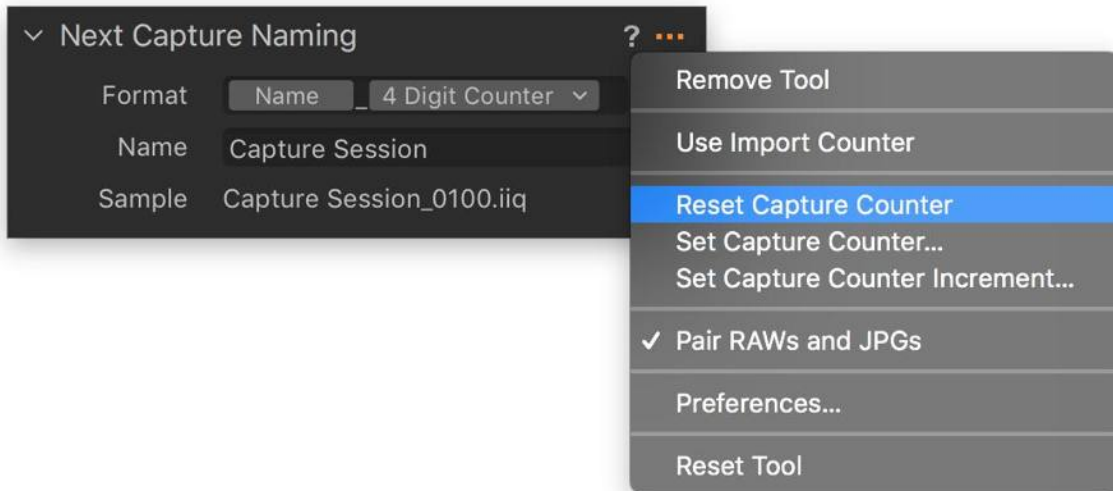 Next Capture Naming ? ...
Format Name _ 4 Digit Counter
Name Capture Session
Sample Capture Session_0100.iiq
Remove Tool
Use Import Counter
Reset Capture Counter
Set Capture Counter...
Set Capture Counter Increment...
✓ Pair RAWs and JPGs
Preferences...
Reset Tool